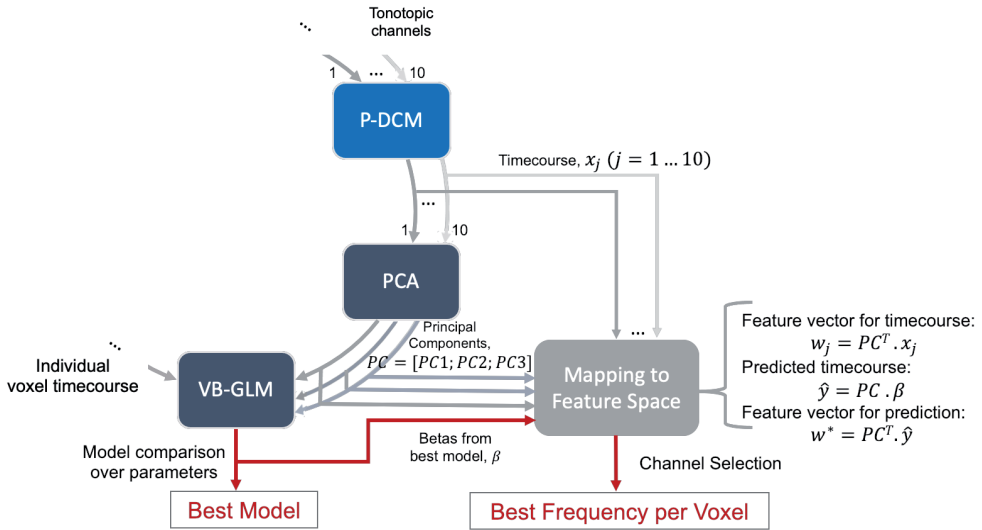 ...
Tonotopic
channels
1 ... 10
P-DCM
Timecourse, x_j (j = 1 ... 10)
...
1 10
PCA
Principal
Components,
PC = [PC1; PC2; PC3]
...
...
Individual
voxel timecourse
VB-GLM
Mapping to
Feature Space
Feature vector for timecourse:
w_j = PC^T . x_j
Predicted timecourse:
ŷ = PC . β
Feature vector for prediction:
w^* = PC^T . ŷ
Model comparison
over parameters
Betas from
best model, β
Channel Selection
Best Model
Best Frequency per Voxel